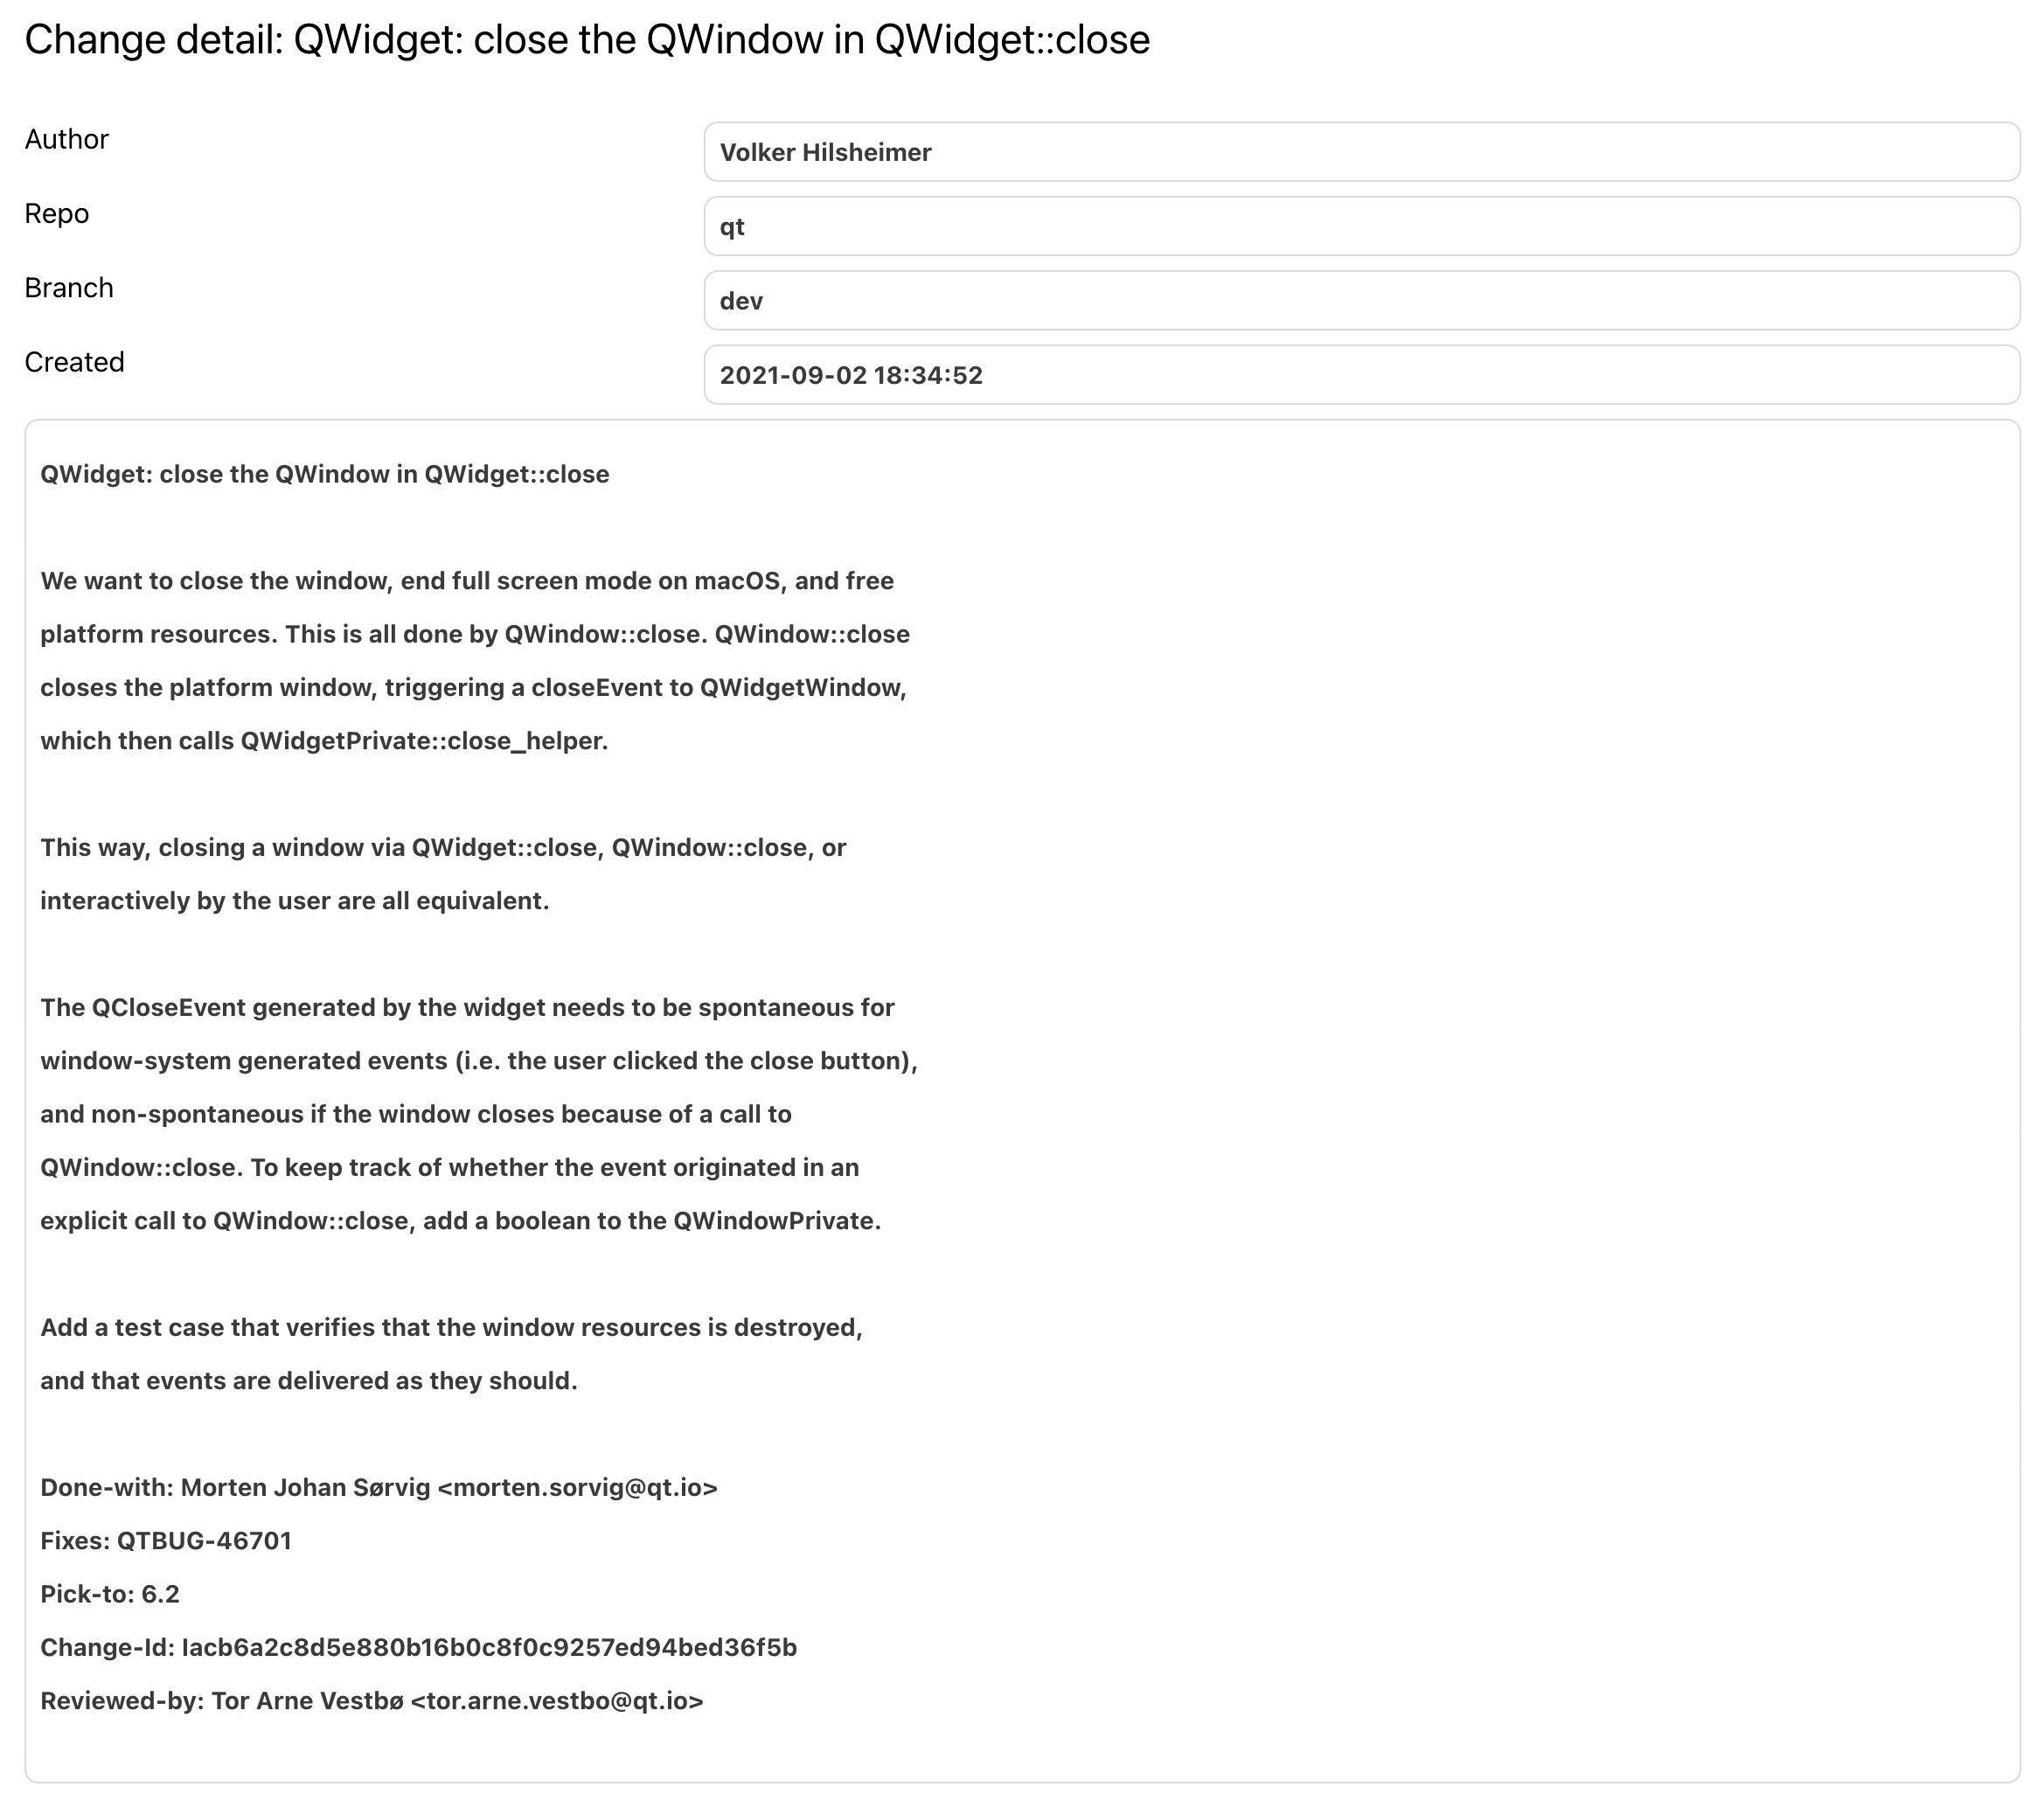 Change detail: QWidget: close the QWindow in QWidget::close
Author
Volker Hilsheimer
Repo
qt
Branch
dev
Created
2021-09-02 18:34:52
QWidget: close the QWindow in QWidget::close
We want to close the window, end full screen mode on macOS, and free
platform resources. This is all done by QWindow::close. QWindow::close
closes the platform window, triggering a closeEvent to QWidgetWindow,
which then calls QWidgetPrivate::close_helper.
This way, closing a window via QWidget::close, QWindow::close, or
interactively by the user are all equivalent.
The QCloseEvent generated by the widget needs to be spontaneous for
window-system generated events (i.e. the user clicked the close button),
and non-spontaneous if the window closes because of a call to
QWindow::close. To keep track of whether the event originated in an
explicit call to QWindow::close, add a boolean to the QWindowPrivate.
Add a test case that verifies that the window resources is destroyed,
and that events are delivered as they should.
Done-with: Morten Johan Sørvig <morten.sorvig@qt.io>
Fixes: QTBUG-46701
Pick-to: 6.2
Change-Id: Iacb6a2c8d5e880b16b0c8f0c9257ed94bed36f5b
Reviewed-by: Tor Arne Vestbø <tor.arne.vestbo@qt.io>